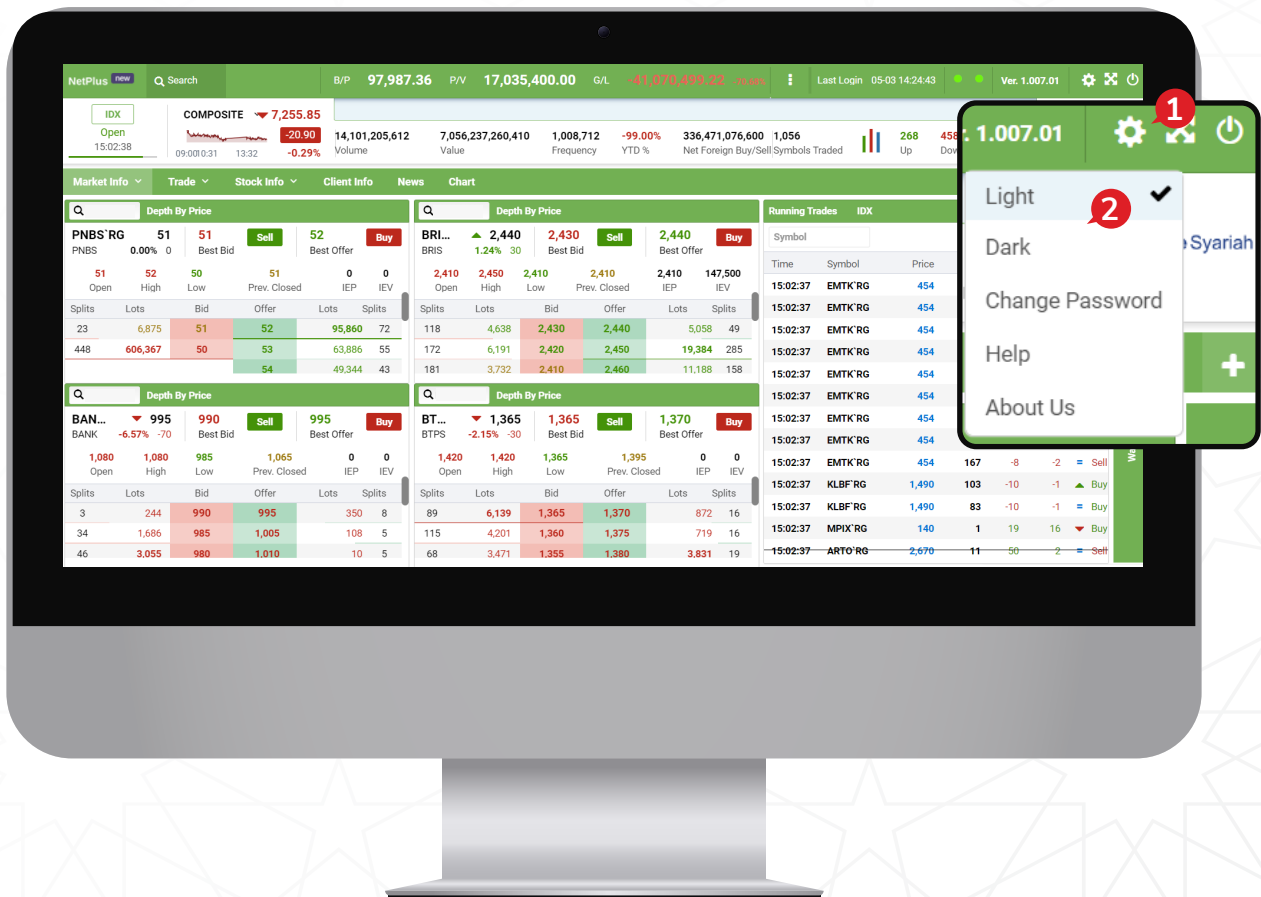 NetPlus new Search B/P 97,987.36 P/V 17,035,400.00 G/L -41,070,499.22 Last Login 05-03 14:24:43 Ver. 1.007.01
IDX
Open
15:02:38
COMPOSITE 7,255.85
-20.90
09:0010:31 13:32 -0.29%
14,101,205,612 7,056,237,260,410 1,008,712 -99.00% 336,471,076,600 1,056 268 458
Volume Value Frequency YTD % Net Foreign Buy/Sell Symbols Traded Up
Market Info Trade Stock Info Client Info News Chart
Depth By Price
PNBS`RG 51 51 Sell 52 Buy
PNBS 0.00% 0 Best Bid Best Offer
51 52 50 51 0 0
Open High Low Prev. Closed IEP IEV
Splits Lots Bid Offer Lots Splits
23 6,875 51 52 95,860 72
448 606,367 50 53 63,886 55
54 49,344 43
Depth By Price
BRI... 2,440 2,430 Sell 2,440 Buy
BRIS 1.24% 30 Best Bid Best Offer
2,410 2,450 2,410 2,410 2,410 147,500
Open High Low Prev. Closed IEP IEV
Splits Lots Bid Offer Lots Splits
118 4,638 2,430 2,440 5,058 49
172 6,191 2,420 2,450 19,384 285
181 3,732 2,410 2,460 11,188 158
Depth By Price
BAN... 995 990 Sell 995 Buy
BANK -6.57% -70 Best Bid Best Offer
1,080 1,080 985 1,065 0 0
Open High Low Prev. Closed IEP IEV
Splits Lots Bid Offer Lots Splits
3 244 990 995 350 8
34 1,686 985 1,005 108 5
46 3,055 980 1,010 10 5
Depth By Price
BT... 1,365 1,365 Sell 1,370 Buy
BTPS -2.15% -30 Best Bid Best Offer
1,420 1,420 1,365 1,395 0 0
Open High Low Prev. Closed IEP IEV
Splits Lots Bid Offer Lots Splits
89 6,139 1,365 1,370 872 16
115 4,201 1,360 1,375 719 16
68 3,471 1,355 1,380 3,831 19
Running Trades IDX
Symbol
Time Symbol Price
15:02:37 EMTK`RG 454
15:02:37 EMTK`RG 454
15:02:37 EMTK`RG 454
15:02:37 EMTK`RG 454
15:02:37 EMTK`RG 454
15:02:37 EMTK`RG 454
15:02:37 EMTK`RG 454
15:02:37 EMTK`RG 454
15:02:37 EMTK`RG 454 167 -8 -2 = Sell
15:02:37 KLBF`RG 1,490 103 -10 -1 Buy
15:02:37 KLBF`RG 1,490 83 -10 -1 = Buy
15:02:37 MPIX`RG 140 1 19 16 Buy
15:02:37 ARTO`RG 2,670 11 50 2 = Sell
1.007.01
1
Light
2
Dark
Change Password
Help
About Us
Syariah